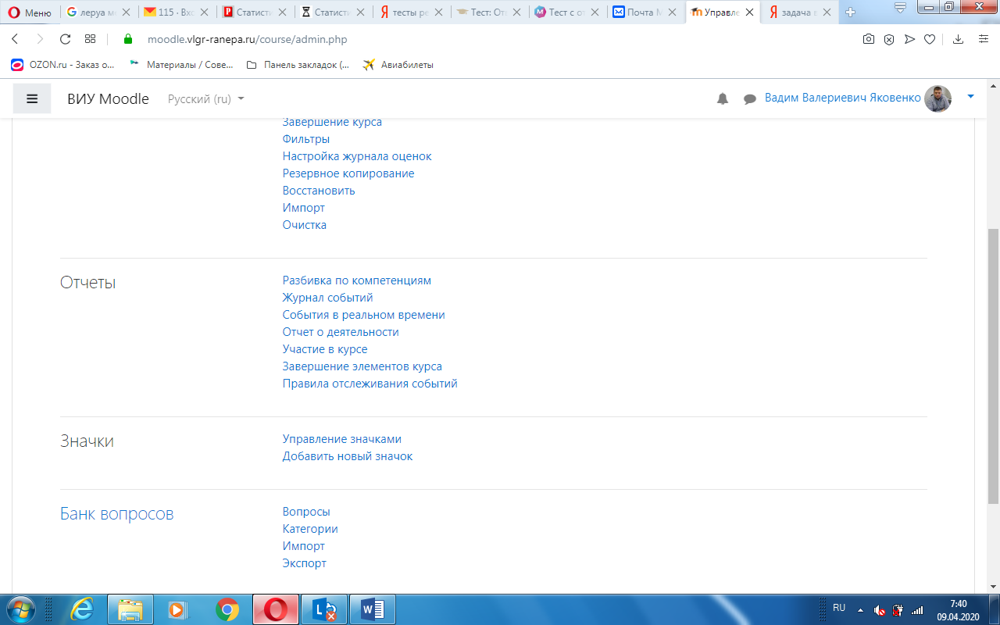 Меню
леруа м
115 · Вхо
Статисти
Статисти
тесты ре
Тест: От
Тест с от
Почта M
Управле
задача в
moodle.vlgr-ranepa.ru/course/admin.php
OZON.ru - Заказ о...
Материалы / Сове...
Панель закладок (...
Авиабилеты
ВИУ Moodle
Русский (ru)
Вадим Валериевич Яковенко
Завершение курса
Фильтры
Настройка журнала оценок
Резервное копирование
Восстановить
Импорт
Очистка
Отчеты
Разбивка по компетенциям
Журнал событий
События в реальном времени
Отчет о деятельности
Участие в курсе
Завершение элементов курса
Правила отслеживания событий
Значки
Управление значками
Добавить новый значок
Банк вопросов
Вопросы
Категории
Импорт
Экспорт
RU
7:40
09.04.2020